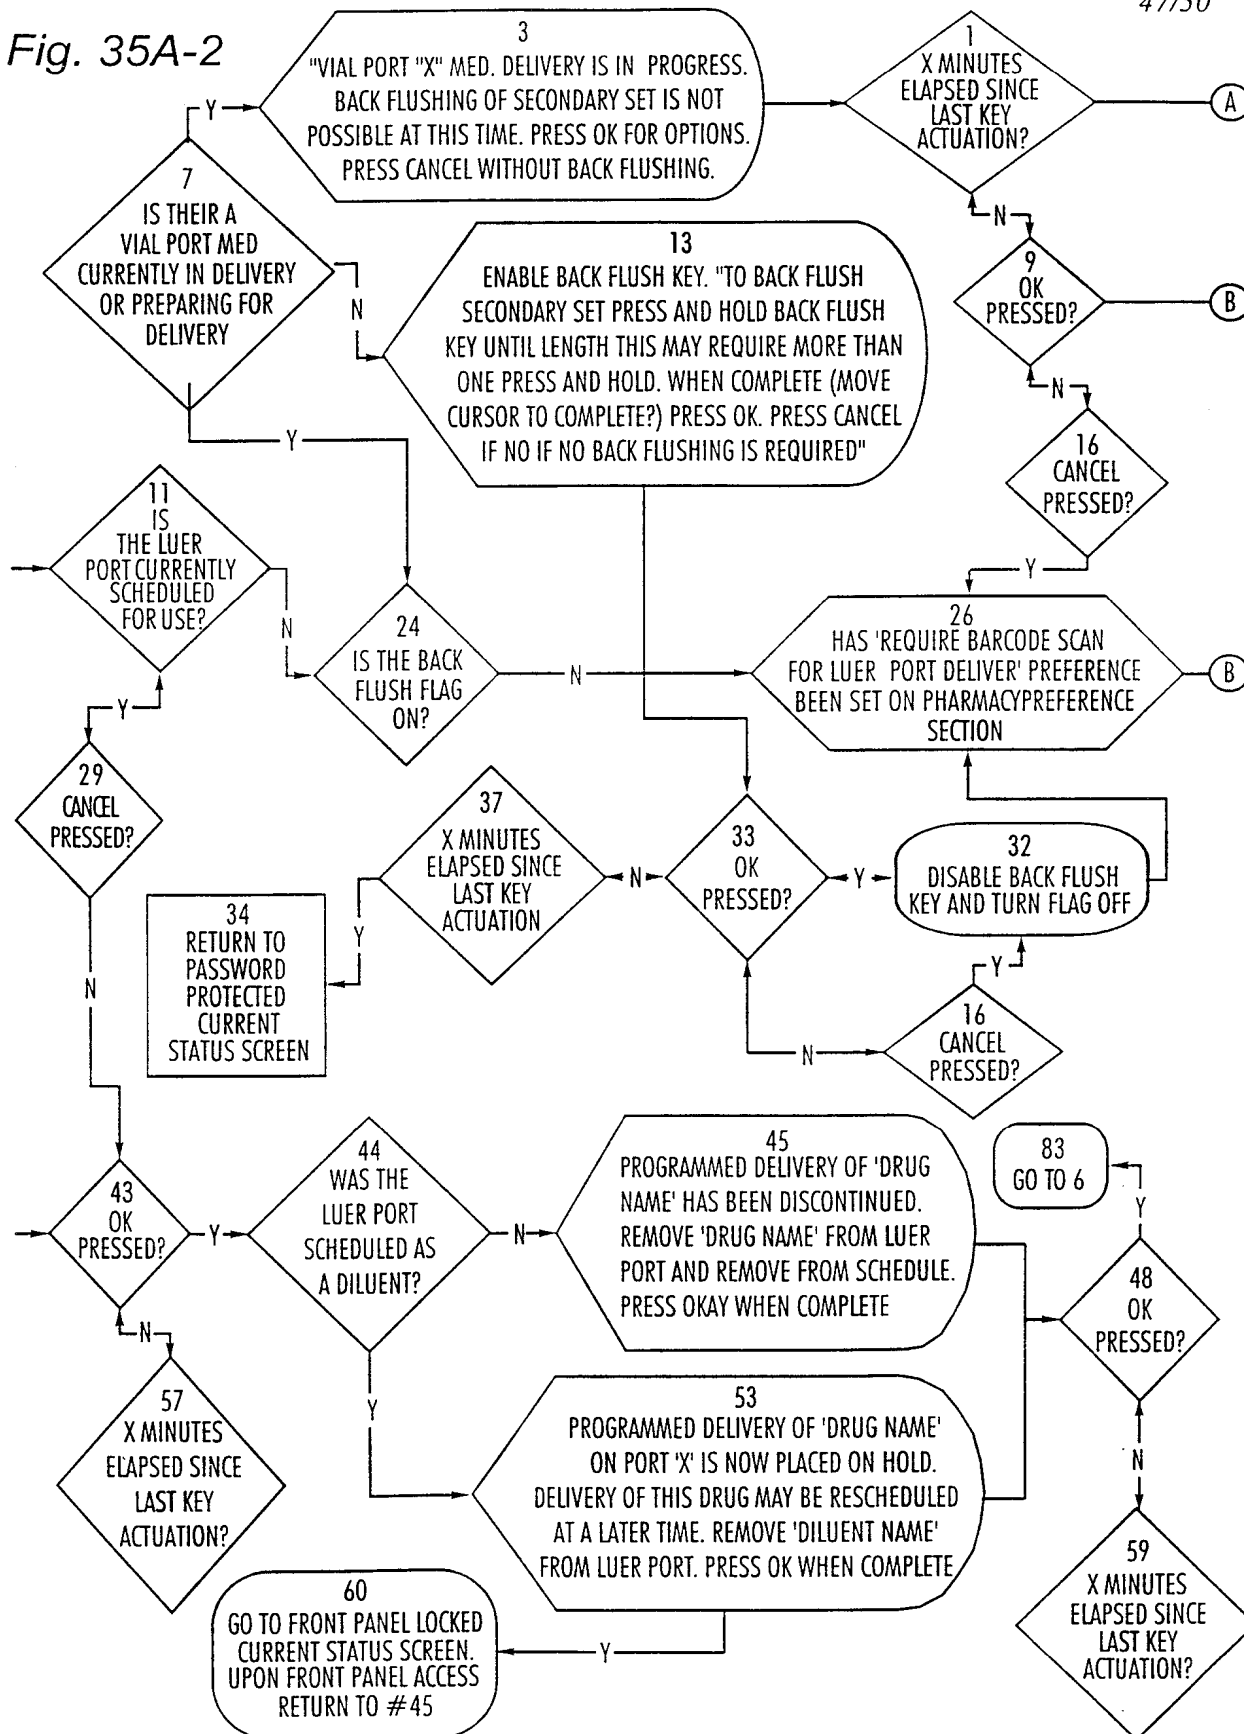 47/50
Fig. 35A-2
3
"VIAL PORT "X" MED. DELIVERY IS IN PROGRESS.
BACK FLUSHING OF SECONDARY SET IS NOT
POSSIBLE AT THIS TIME. PRESS OK FOR OPTIONS.
PRESS CANCEL WITHOUT BACK FLUSHING.
1
X MINUTES
ELAPSED SINCE
LAST KEY
ACTUATION?
A
Y
7
IS THEIR A
VIAL PORT MED
CURRENTLY IN DELIVERY
OR PREPARING FOR
DELIVERY
N
13
ENABLE BACK FLUSH KEY. "TO BACK FLUSH
SECONDARY SET PRESS AND HOLD BACK FLUSH
KEY UNTIL LENGTH THIS MAY REQUIRE MORE THAN
ONE PRESS AND HOLD. WHEN COMPLETE (MOVE
CURSOR TO COMPLETE?) PRESS OK. PRESS CANCEL
IF NO IF NO BACK FLUSHING IS REQUIRED"
N
9
OK
PRESSED?
B
N
16
CANCEL
PRESSED?
Y
Y
11
IS
THE LUER
PORT CURRENTLY
SCHEDULED
FOR USE?
N
24
IS THE BACK
FLUSH FLAG
ON?
N
26
HAS 'REQUIRE BARCODE SCAN
FOR LUER PORT DELIVER' PREFERENCE
BEEN SET ON PHARMACYPREFERENCE
SECTION
B
Y
29
CANCEL
PRESSED?
N
37
X MINUTES
ELAPSED SINCE
LAST KEY
ACTUATION
N
33
OK
PRESSED?
Y
32
DISABLE BACK FLUSH
KEY AND TURN FLAG OFF
Y
34
RETURN TO
PASSWORD
PROTECTED
CURRENT
STATUS SCREEN
Y
N
16
CANCEL
PRESSED?
43
OK
PRESSED?
Y
44
WAS THE
LUER PORT
SCHEDULED AS
A DILUENT?
N
45
PROGRAMMED DELIVERY OF 'DRUG
NAME' HAS BEEN DISCONTINUED.
REMOVE 'DRUG NAME' FROM LUER
PORT AND REMOVE FROM SCHEDULE.
PRESS OKAY WHEN COMPLETE
83
GO TO 6
Y
48
OK
PRESSED?
N
57
X MINUTES
ELAPSED SINCE
LAST KEY
ACTUATION?
Y
53
PROGRAMMED DELIVERY OF 'DRUG NAME'
ON PORT 'X' IS NOW PLACED ON HOLD.
DELIVERY OF THIS DRUG MAY BE RESCHEDULED
AT A LATER TIME. REMOVE 'DILUENT NAME'
FROM LUER PORT. PRESS OK WHEN COMPLETE
N
59
X MINUTES
ELAPSED SINCE
LAST KEY
ACTUATION?
60
GO TO FRONT PANEL LOCKED
CURRENT STATUS SCREEN.
UPON FRONT PANEL ACCESS
RETURN TO #45
Y